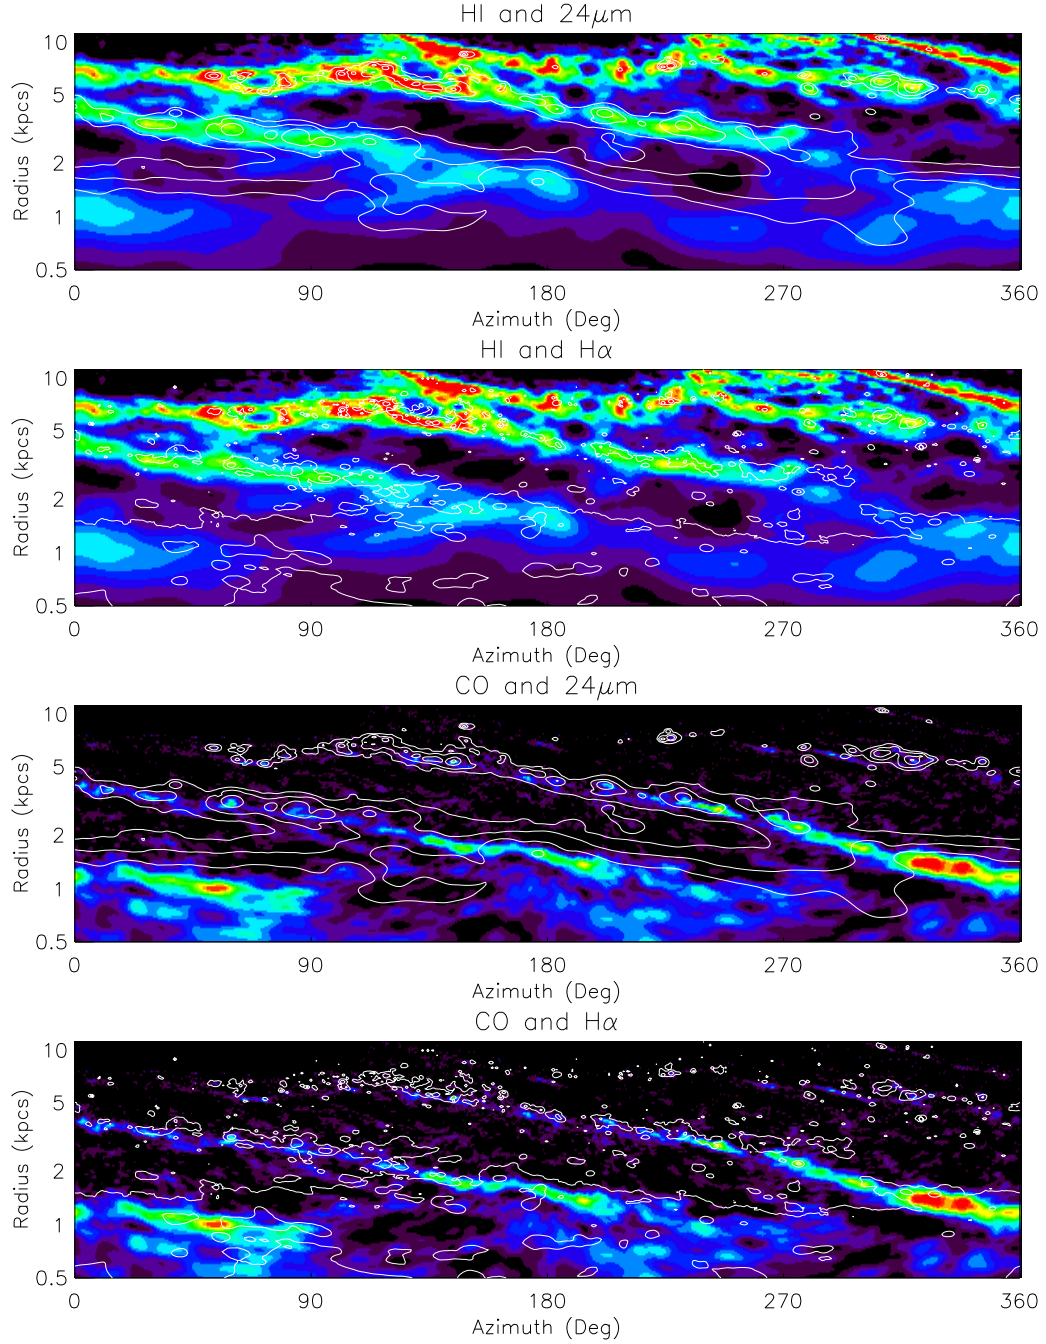 HI and 24μm
10
5
2
1
0.5
Radius (kpcs)
0 90 180 270 360
Azimuth (Deg)
HI and Hα
10
5
2
1
0.5
Radius (kpcs)
0 90 180 270 360
Azimuth (Deg)
CO and 24μm
10
5
2
1
0.5
Radius (kpcs)
0 90 180 270 360
Azimuth (Deg)
CO and Hα
10
5
2
1
0.5
Radius (kpcs)
0 90 180 270 360
Azimuth (Deg)